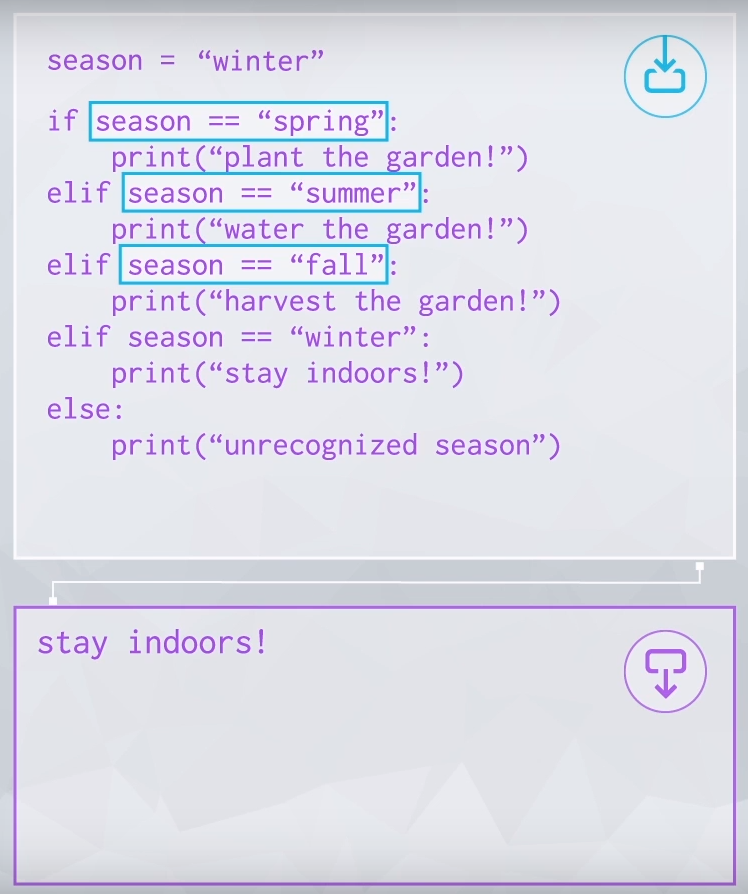 season = “winter”
if season == “spring”:
print(“plant the garden!”)
elif season == “summer”:
print(“water the garden!”)
elif season == “fall”:
print(“harvest the garden!”)
elif season == “winter”:
print(“stay indoors!”)
else:
print(“unrecognized season”)
stay indoors!